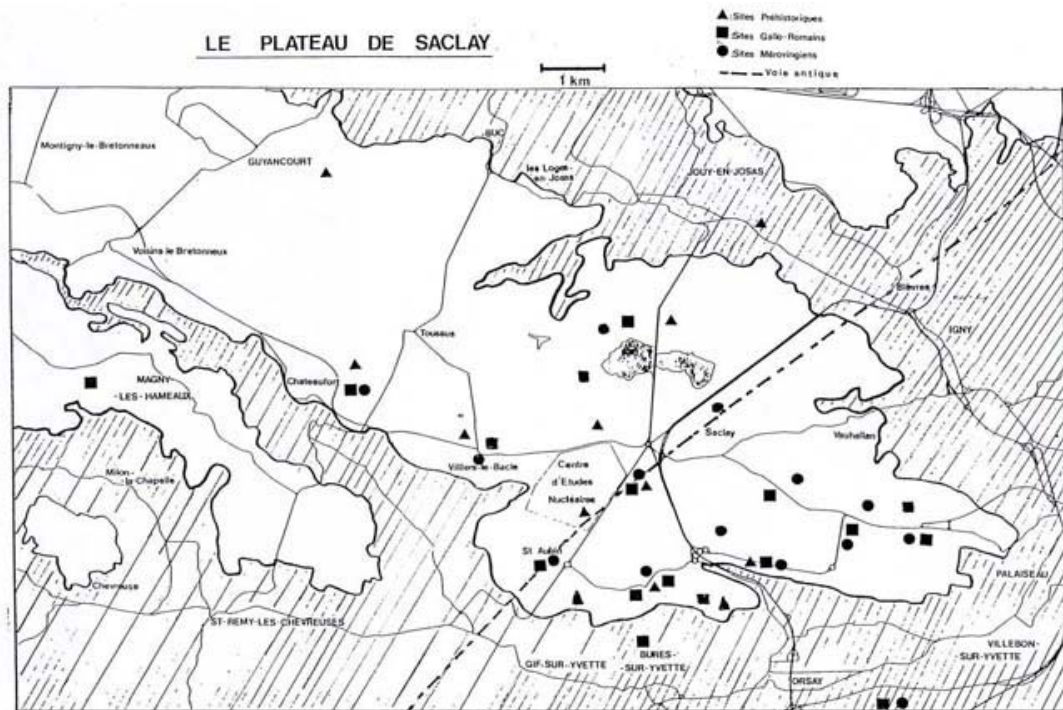 LE PLATEAU DE SACLAY
1 km
Sites Préhistoriques
Sites Gallo-Romains
Sites Mérovingiens
Voie antique
Montigny-le-Bretonneux
GUYANCOURT
BUC
les Loges-
en Josas
JOUY-EN-JOSAS
Voisins le Bretonneux
Bièvres
IGNY
Toussus
Chateaufort
MAGNY
-LES-HAMEAUX
Saclay
Vauhallan
Villiers-le-Bacle
Milon-
la-Chapelle
Centre
d'Etudes
Nucléaires
St Aubin
PALAISEAU
Chevreuse
ST-REMY-LES-CHEVREUSES
GIF-SUR-YVETTE
BURES-
-SUR-YVETTE
VILLEBON-
SUR-YVETTE
ORSAY